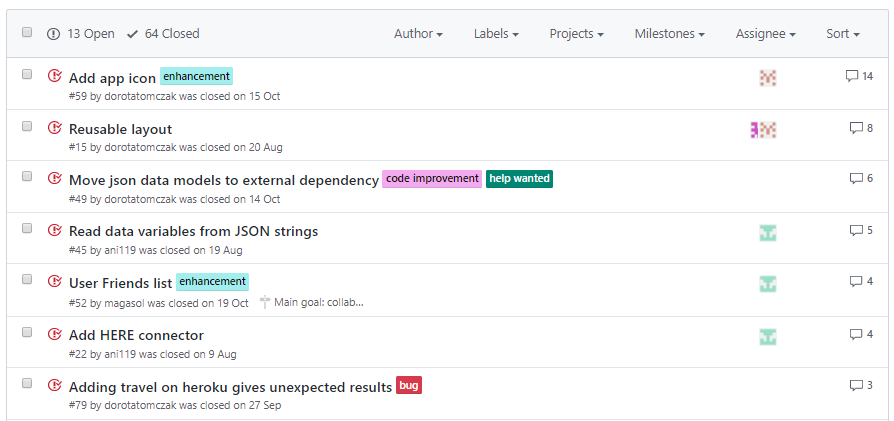 13 Open 64 Closed Author Labels Projects Milestones Assignee Sort
Add app icon enhancement 14
#59 by dorotatomczak was closed on 15 Oct
Reusable layout 8
#15 by dorotatomczak was closed on 20 Aug
Move json data models to external dependency code improvement help wanted 6
#49 by dorotatomczak was closed on 14 Oct
Read data variables from JSON strings 5
#45 by ani119 was closed on 19 Aug
User Friends list enhancement 4
#52 by magasol was closed on 19 Oct Main goal: collab...
Add HERE connector 4
#22 by ani119 was closed on 9 Aug
Adding travel on heroku gives unexpected results bug 3
#79 by dorotatomczak was closed on 27 Sep